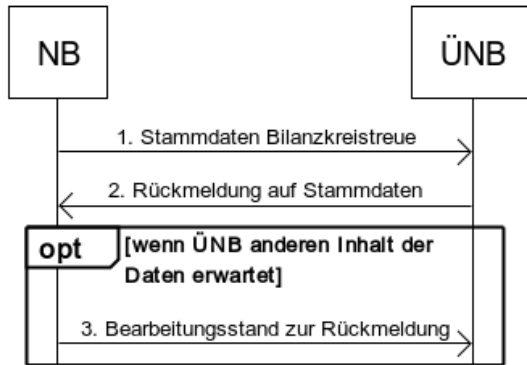 NB
ÜNB
1. Stammdaten Bilanzkreistreue
2. Rückmeldung auf Stammdaten
opt
[wenn ÜNB anderen Inhalt der
Daten erwartet]
3. Bearbeitungsstand zur Rückmeldung